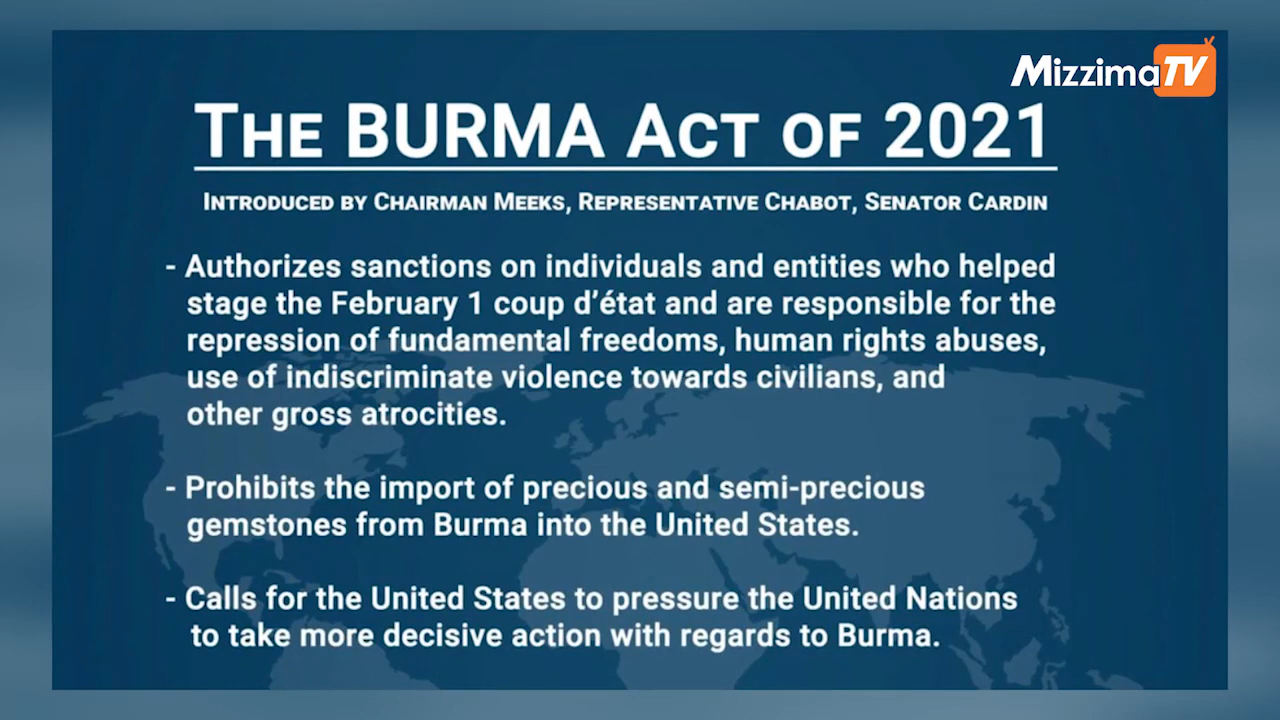 MizzimaTV
THE BURMA ACT OF 2021
INTRODUCED BY CHAIRMAN MEEKS, REPRESENTATIVE CHABOT, SENATOR CARDIN
- Authorizes sanctions on individuals and entities who helped
stage the February 1 coup d’état and are responsible for the
repression of fundamental freedoms, human rights abuses,
use of indiscriminate violence towards civilians, and
other gross atrocities.
- Prohibits the import of precious and semi-precious
gemstones from Burma into the United States.
- Calls for the United States to pressure the United Nations
to take more decisive action with regards to Burma.